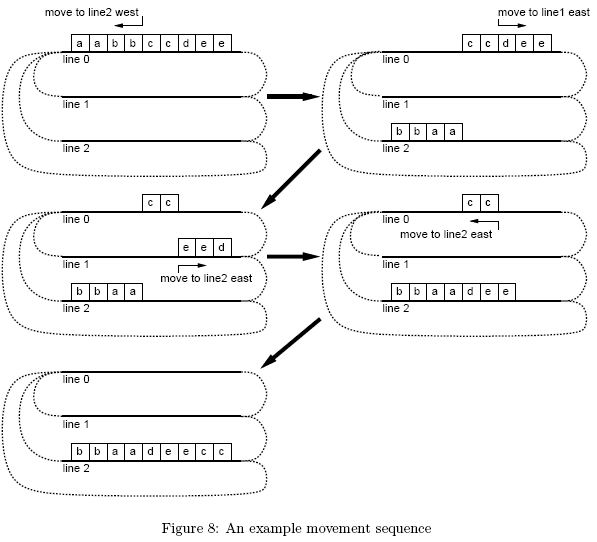 move to line2 west
a a b b c c d e e
line 0
line 1
line 2
move to line1 east
c c d e e
line 0
line 1
b b a a
line 2
c c
line 0
e e d
line 1
move to line2 east
b b a a
line 2
c c
line 0
move to line2 east
line 1
b b a a d e e
line 2
line 0
line 1
b b a a d e e c c
line 2
Figure 8: An example movement sequence